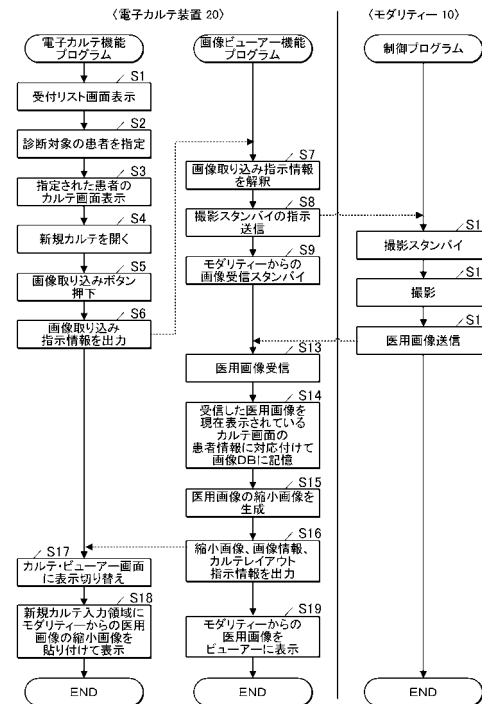 〈電子カルテ装置 20〉
〈モダリティー 10〉
電子カルテ機能
プログラム
画像ビューアー機能
プログラム
制御プログラム
S1
受付リスト画面表示
S2
診断対象の患者を指定
S3
指定された患者の
カルテ画面表示
S4
新規カルテを開く
S5
画像取り込みボタン
押下
S6
画像取り込み
指示情報を出力
S7
画像取り込み指示情報
を解釈
S8
撮影スタンバイの指示
送信
S9
モダリティーからの
画像受信スタンバイ
S1
撮影スタンバイ
S1
撮影
S1
医用画像送信
S13
医用画像受信
S14
受信した医用画像を
現在表示されている
カルテ画面の
患者情報に対応付けて
画像DBに記憶
S15
医用画像の縮小画像を
生成
S16
縮小画像、画像情報、
カルテレイアウト
指示情報を出力
S17
カルテ・ビューアー画面
に表示切り替え
S18
新規カルテ入力領域に
モダリティーからの医用
画像の縮小画像を
貼り付けて表示
S19
モダリティーからの
医用画像を
ビューアーに表示
END
END
END